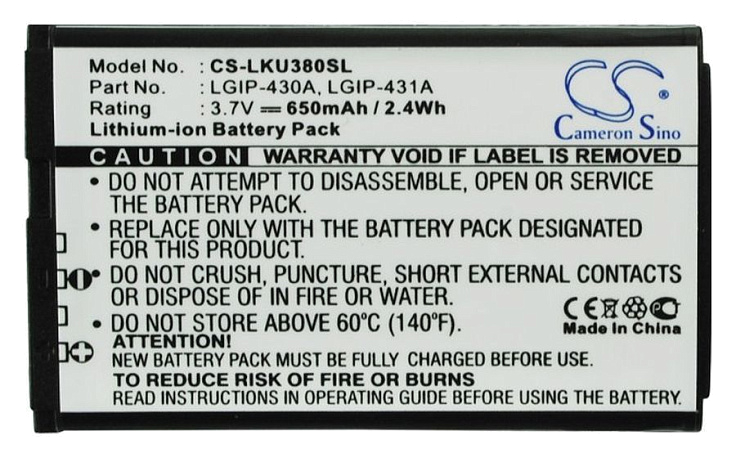 Model No. : CS-LKU380SL
Part No. : LGIP-430A, LGIP-431A
Rating : 3.7V ⎓ 650mAh / 2.4Wh
Lithium-ion Battery Pack
CS ®
Cameron Sino
CAUTION WARRANTY VOID IF LABEL IS REMOVED
• DO NOT ATTEMPT TO DISASSEMBLE, OPEN OR SERVICE
THE BATTERY PACK.
• REPLACE ONLY WITH THE BATTERY PACK DESIGNATED
FOR THIS PRODUCT.
• DO NOT CRUSH, PUNCTURE, SHORT EXTERNAL CONTACTS
OR DISPOSE OF IN FIRE OR WATER.
• DO NOT STORE ABOVE 60°C (140°F).
CE
Made in China
ATTENTION!
NEW BATTERY PACK MUST BE FULLY CHARGED BEFORE USE.
TO REDUCE RISK OF FIRE OR BURNS
READ INSTRUCTIONS IN OPERATING GUIDE BEFORE USING THE BATTERY.